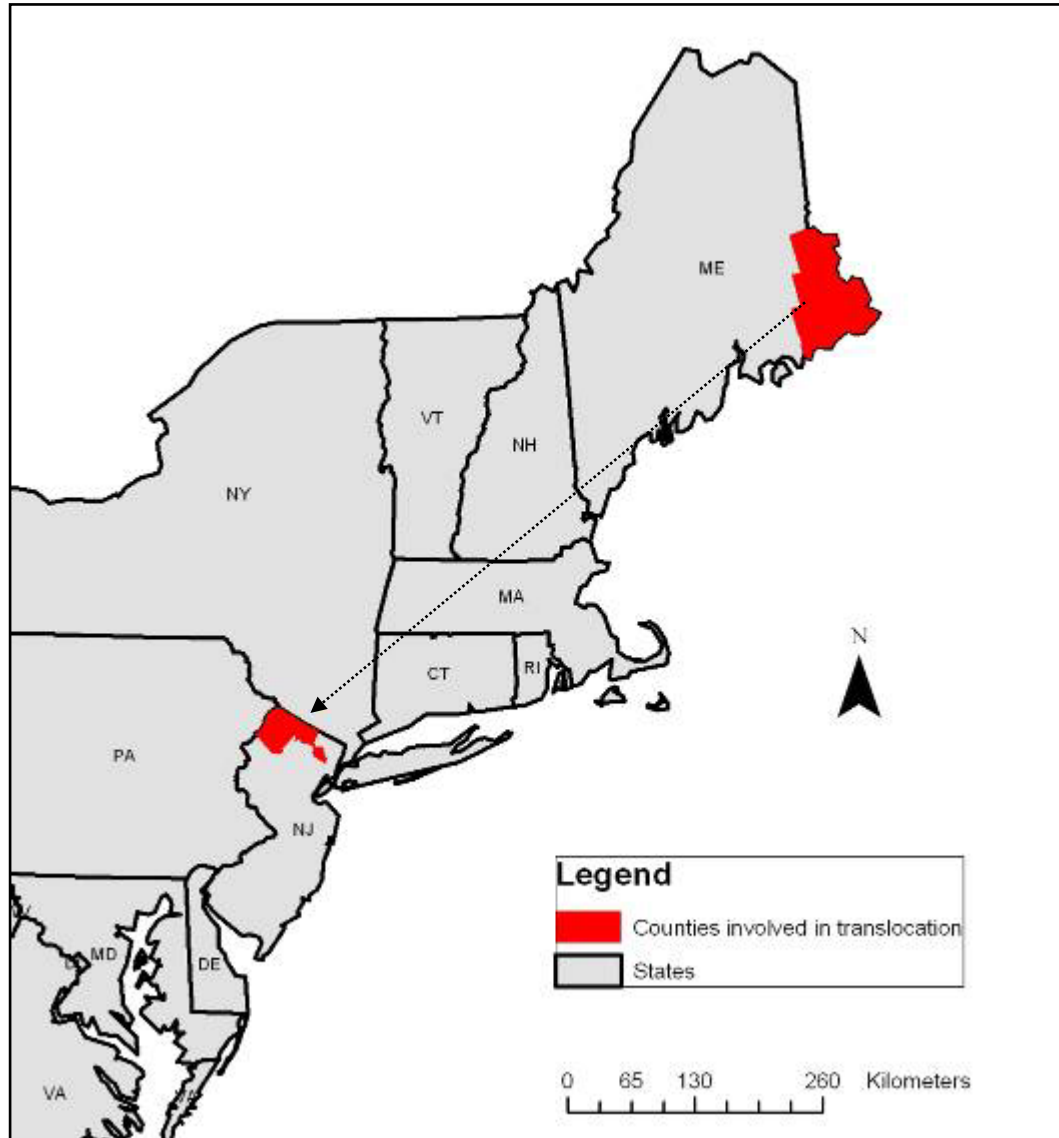 ME
VT
NH
NY
MA
CT
RI
N
PA
NJ
MD
DE
VA
Legend
Counties involved in translocation
States
0 65 130 260 Kilometers